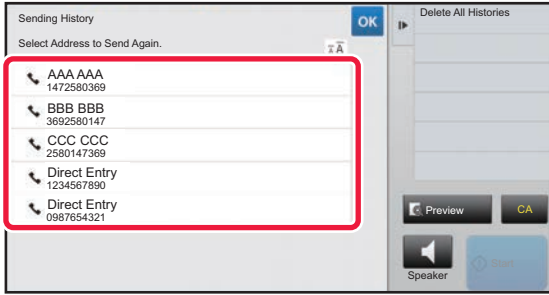 Sending History
OK
Delete All Histories
Select Address to Send Again.
AAA AAA
1472580369
BBB BBB
3692580147
CCC CCC
2580147369
Direct Entry
1234567890
Direct Entry
0987654321
Preview
CA
Speaker
Start